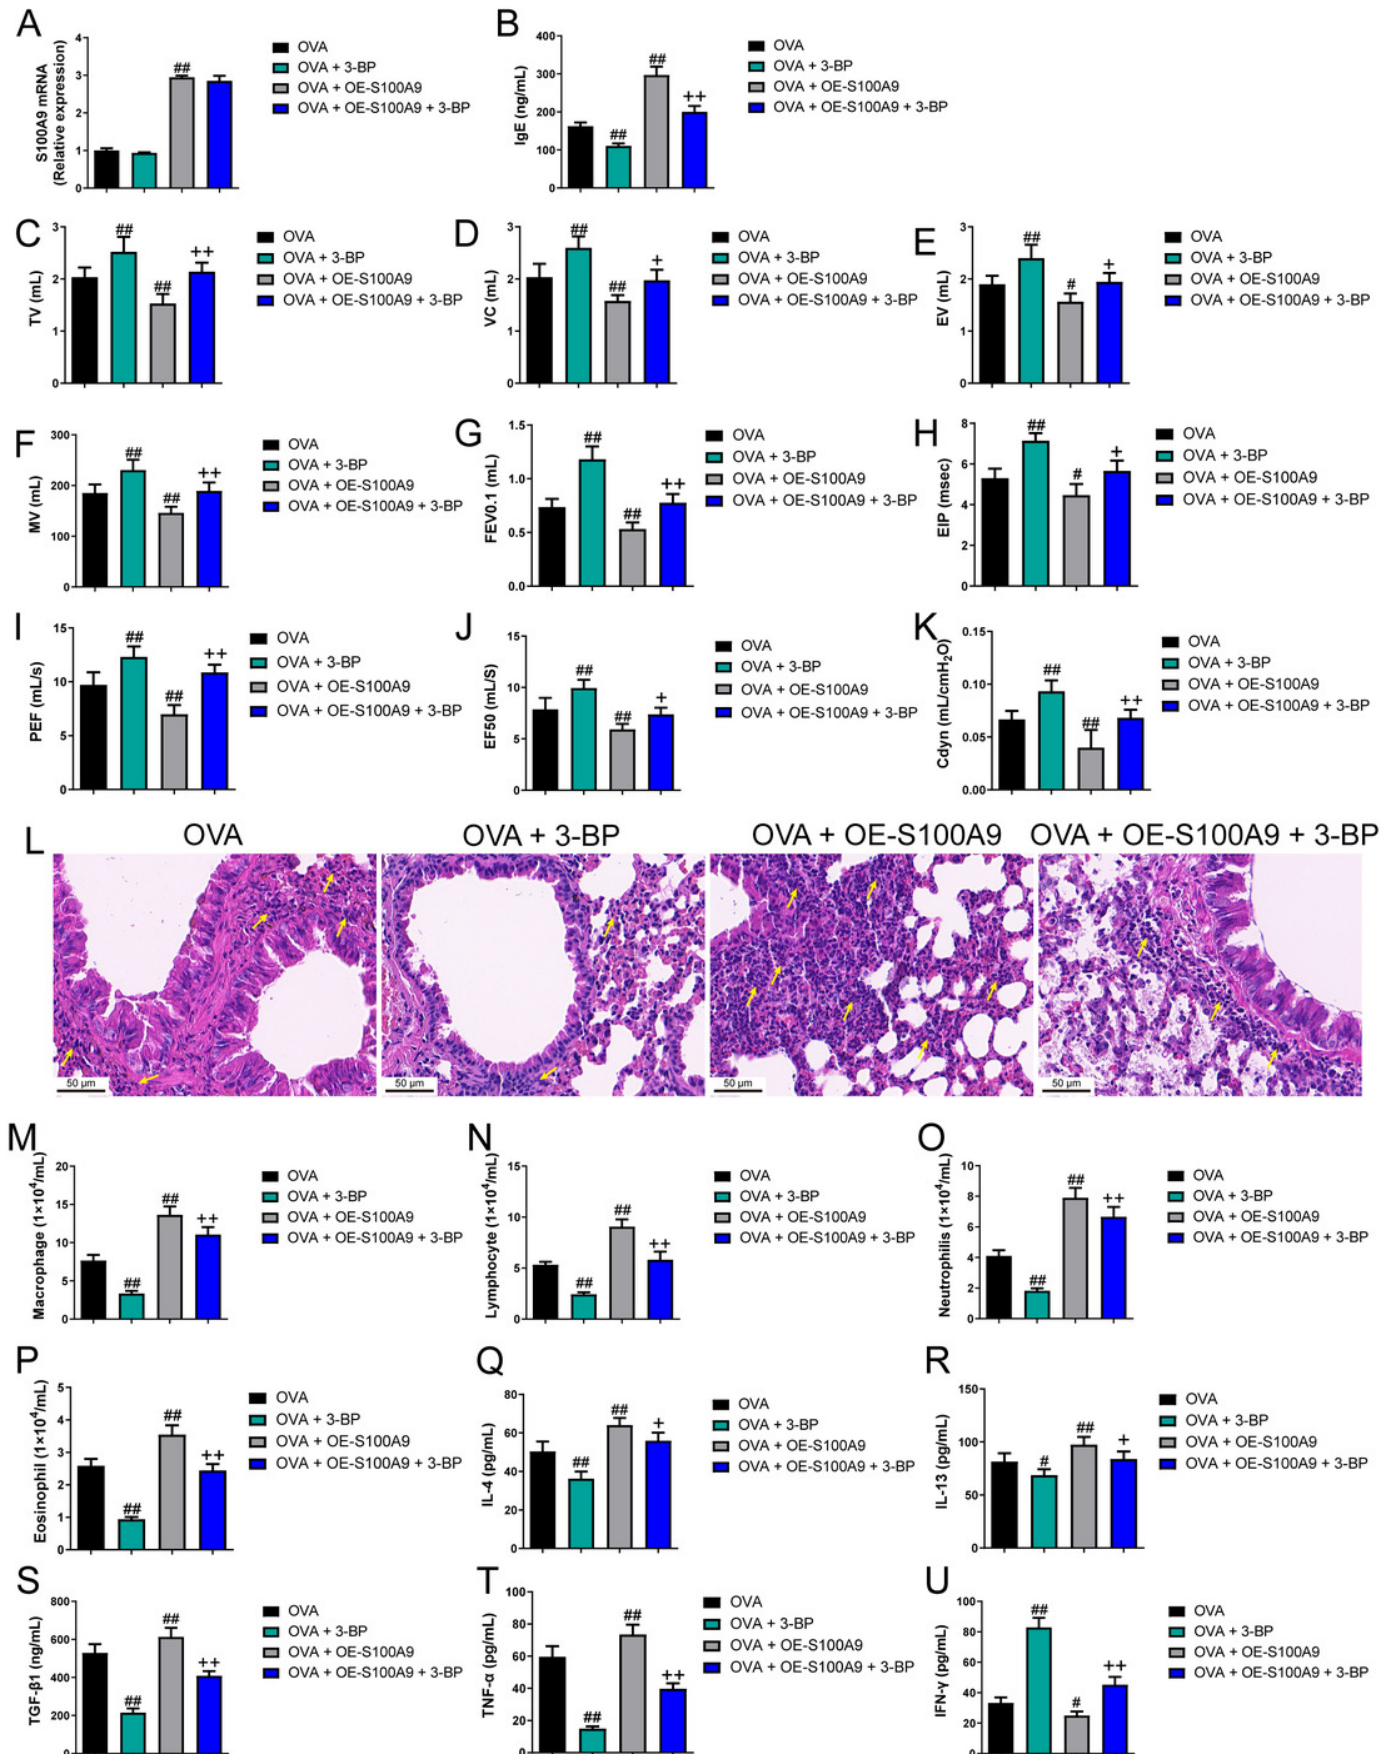 A
S100A9 mRNA
(Relative expression)
4
3
2
1
0
##
OVA
OVA + 3-BP
OVA + OE-S100A9
OVA + OE-S100A9 + 3-BP
B
IgE (ng/mL)
400
300
200
100
0
##
##
++
OVA
OVA + 3-BP
OVA + OE-S100A9
OVA + OE-S100A9 + 3-BP
C
TV (mL)
3
2
1
0
##
##
++
OVA
OVA + 3-BP
OVA + OE-S100A9
OVA + OE-S100A9 + 3-BP
D
VC (mL)
3
2
1
0
##
##
+
OVA
OVA + 3-BP
OVA + OE-S100A9
OVA + OE-S100A9 + 3-BP
E
EV (mL)
3
2
1
0
##
#
+
OVA
OVA + 3-BP
OVA + OE-S100A9
OVA + OE-S100A9 + 3-BP
F
MV (mL)
300
200
100
0
##
##
++
OVA
OVA + 3-BP
OVA + OE-S100A9
OVA + OE-S100A9 + 3-BP
G
FEV0.1 (mL)
1.5
1.0
0.5
0.0
##
##
++
OVA
OVA + 3-BP
OVA + OE-S100A9
OVA + OE-S100A9 + 3-BP
H
EIP (msec)
8
6
4
2
0
##
#
+
OVA
OVA + 3-BP
OVA + OE-S100A9
OVA + OE-S100A9 + 3-BP
I
PEF (mL/s)
15
10
5
0
##
##
++
OVA
OVA + 3-BP
OVA + OE-S100A9
OVA + OE-S100A9 + 3-BP
J
EF50 (mL/S)
15
10
5
0
##
##
+
OVA
OVA + 3-BP
OVA + OE-S100A9
OVA + OE-S100A9 + 3-BP
K
Cdyn (mL/cmH₂O)
0.15
0.10
0.05
0.00
##
##
++
OVA
OVA + 3-BP
OVA + OE-S100A9
OVA + OE-S100A9 + 3-BP
L
OVA
OVA + 3-BP
OVA + OE-S100A9
OVA + OE-S100A9 + 3-BP
50 µm
50 µm
50 µm
50 µm
M
Macrophage (1×10⁴/mL)
20
15
10
5
0
##
##
++
OVA
OVA + 3-BP
OVA + OE-S100A9
OVA + OE-S100A9 + 3-BP
N
Lymphocyte (1×10⁴/mL)
15
10
5
0
##
##
++
OVA
OVA + 3-BP
OVA + OE-S100A9
OVA + OE-S100A9 + 3-BP
O
Neutrophilis (1×10⁴/mL)
10
8
6
4
2
0
##
##
++
OVA
OVA + 3-BP
OVA + OE-S100A9
OVA + OE-S100A9 + 3-BP
P
Eosinophil (1×10⁴/mL)
5
4
3
2
1
0
##
##
++
OVA
OVA + 3-BP
OVA + OE-S100A9
OVA + OE-S100A9 + 3-BP
Q
IL-4 (pg/mL)
80
60
40
20
0
##
##
+
OVA
OVA + 3-BP
OVA + OE-S100A9
OVA + OE-S100A9 + 3-BP
R
IL-13 (pg/mL)
150
100
50
0
#
##
+
OVA
OVA + 3-BP
OVA + OE-S100A9
OVA + OE-S100A9 + 3-BP
S
TGF-β1 (ng/mL)
800
600
400
200
0
##
##
++
OVA
OVA + 3-BP
OVA + OE-S100A9
OVA + OE-S100A9 + 3-BP
T
TNF-α (pg/mL)
100
80
60
40
20
0
##
##
++
OVA
OVA + 3-BP
OVA + OE-S100A9
OVA + OE-S100A9 + 3-BP
U
IFN-γ (pg/mL)
100
80
60
40
20
0
##
#
++
OVA
OVA + 3-BP
OVA + OE-S100A9
OVA + OE-S100A9 + 3-BP